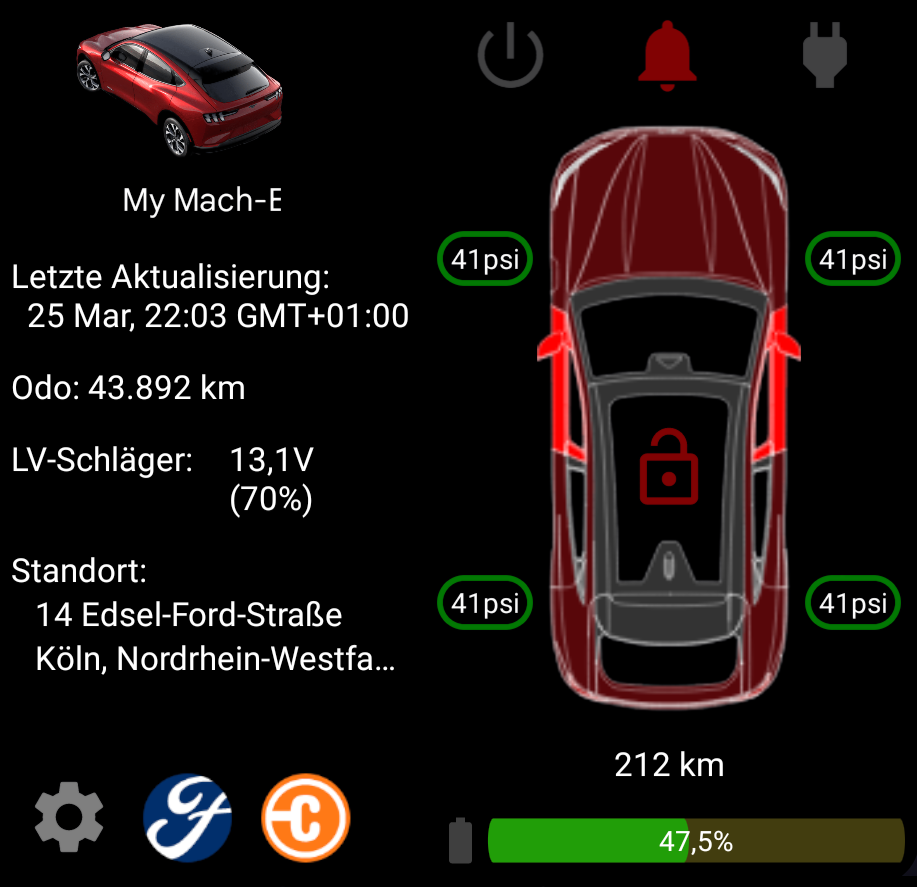 My Mach-E
Letzte Aktualisierung:
25 Mar, 22:03 GMT+01:00
Odo: 43.892 km
LV-Schläger: 13,1V
(70%)
Standort:
14 Edsel-Ford-Straße
Köln, Nordrhein-Westfa...
41psi
41psi
41psi
41psi
212 km
47,5%